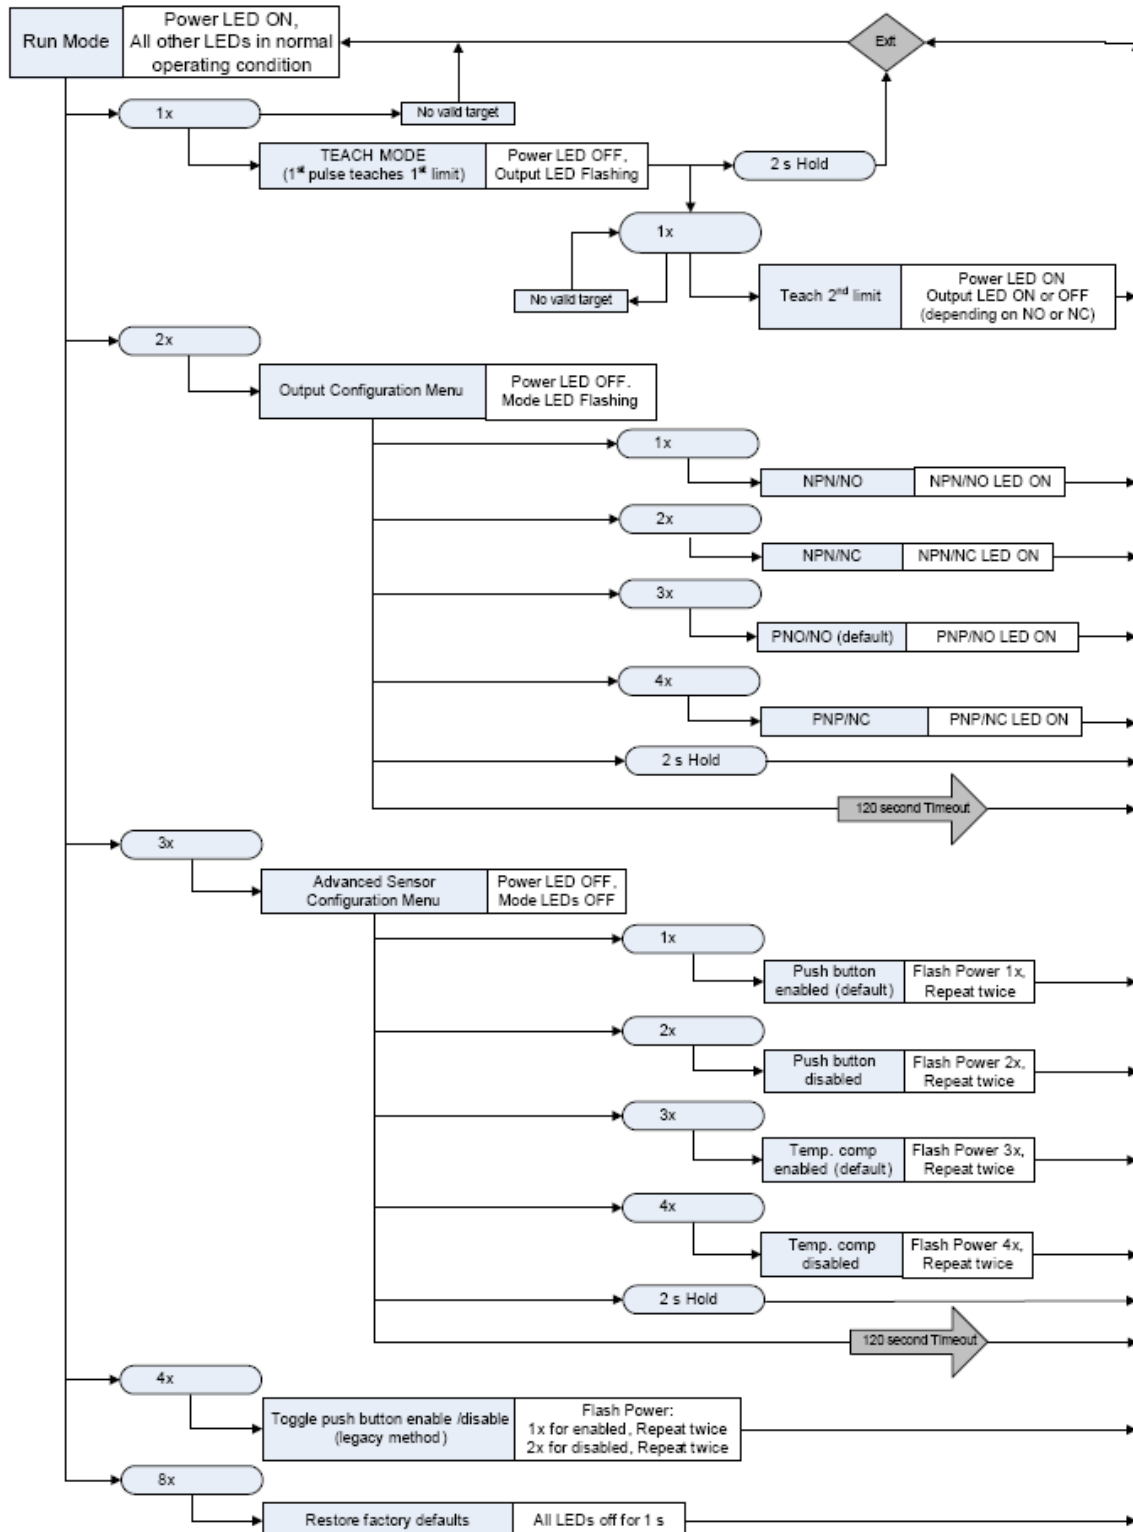 Run Mode
Power LED ON,
All other LEDs in normal
operating condition
Exit
1x
No valid target
TEACH MODE
(1st pulse teaches 1st limit)
Power LED OFF,
Output LED Flashing
2 s Hold
1x
No valid target
Teach 2nd limit
Power LED ON
Output LED ON or OFF
(depending on NO or NC)
2x
Output Configuration Menu
Power LED OFF.
Mode LED Flashing
1x
NPN/NO
NPN/NO LED ON
2x
NPN/NC
NPN/NC LED ON
3x
PNO/NO (default)
PNP/NO LED ON
4x
PNP/NC
PNP/NC LED ON
2 s Hold
120 second Timeout
3x
Advanced Sensor
Configuration Menu
Power LED OFF,
Mode LEDs OFF
1x
Push button
enabled (default)
Flash Power 1x,
Repeat twice
2x
Push button
disabled
Flash Power 2x,
Repeat twice
3x
Temp. comp
enabled (default)
Flash Power 3x,
Repeat twice
4x
Temp. comp
disabled
Flash Power 4x,
Repeat twice
2 s Hold
120 second Timeout
4x
Toggle push button enable /disable
(legacy method)
Flash Power:
1x for enabled, Repeat twice
2x for disabled, Repeat twice
8x
Restore factory defaults
All LEDs off for 1 s